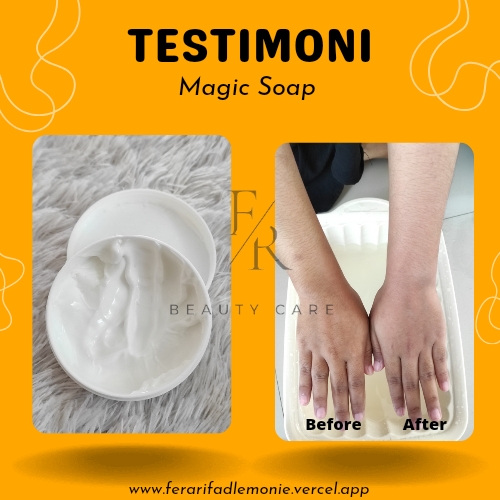 TESTIMONI
Magic Soap
F/R
BEAUTY CARE
Before
After
www.ferarifadlemonie.vercel.app